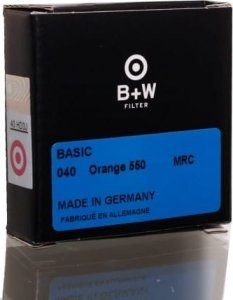 B+W
FILTER
BASIC
040 Orange 550 MRC
MADE IN GERMANY
FABRIQUÉ EN ALLEMAGNE